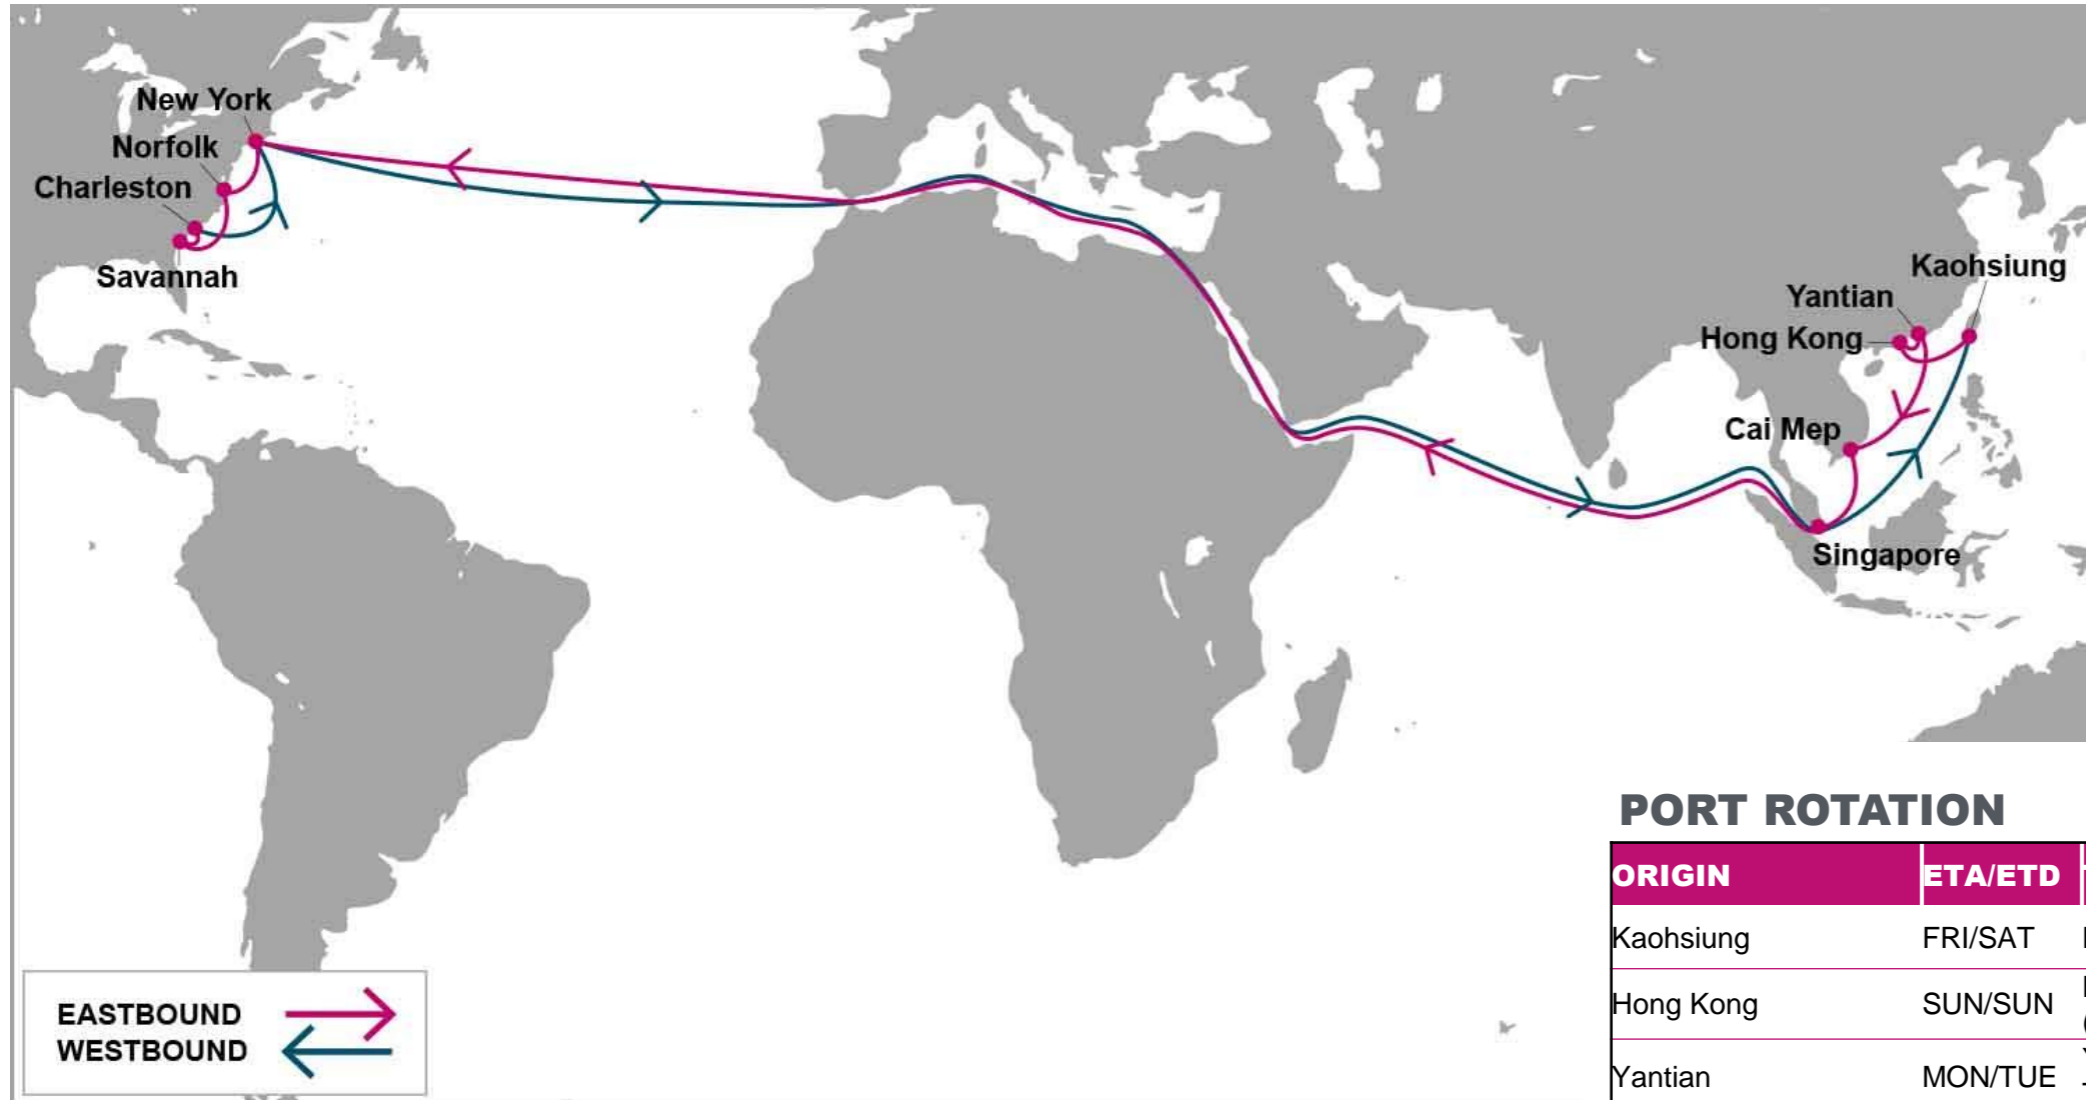 New York
Norfolk
Charleston
Savannah
Kaohsiung
Yantian
Hong Kong
Cai Mep
Singapore
EASTBOUND
WESTBOUND
PORT ROTATION
ORIGIN ETA/ETD
Kaohsiung FRI/SAT
Hong Kong SUN/SUN
Yantian MON/TUE